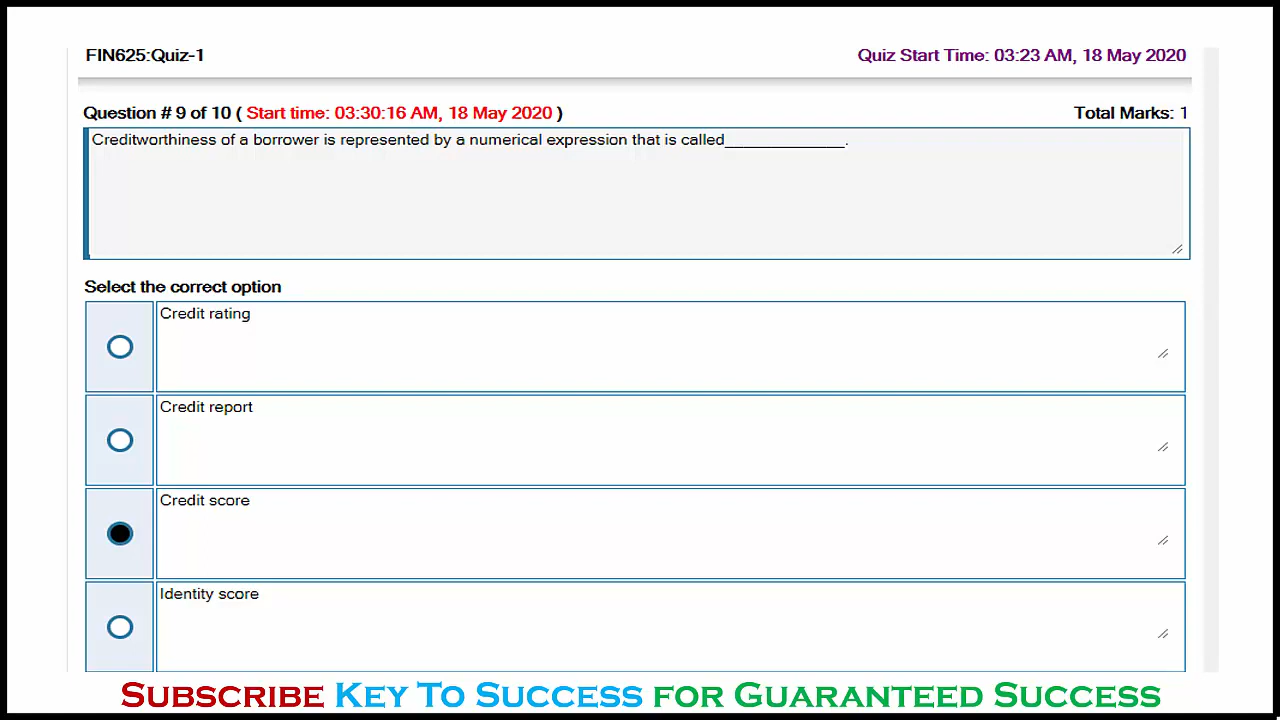 FIN625:Quiz-1
Quiz Start Time: 03:23 AM, 18 May 2020
Question # 9 of 10 ( Start time: 03:30:16 AM, 18 May 2020 )
Total Marks: 1
Creditworthiness of a borrower is represented by a numerical expression that is called______________.
Select the correct option
Credit rating
Credit report
Credit score
Identity score
SUBSCRIBE KEY TO SUCCESS FOR GUARANTEED SUCCESS